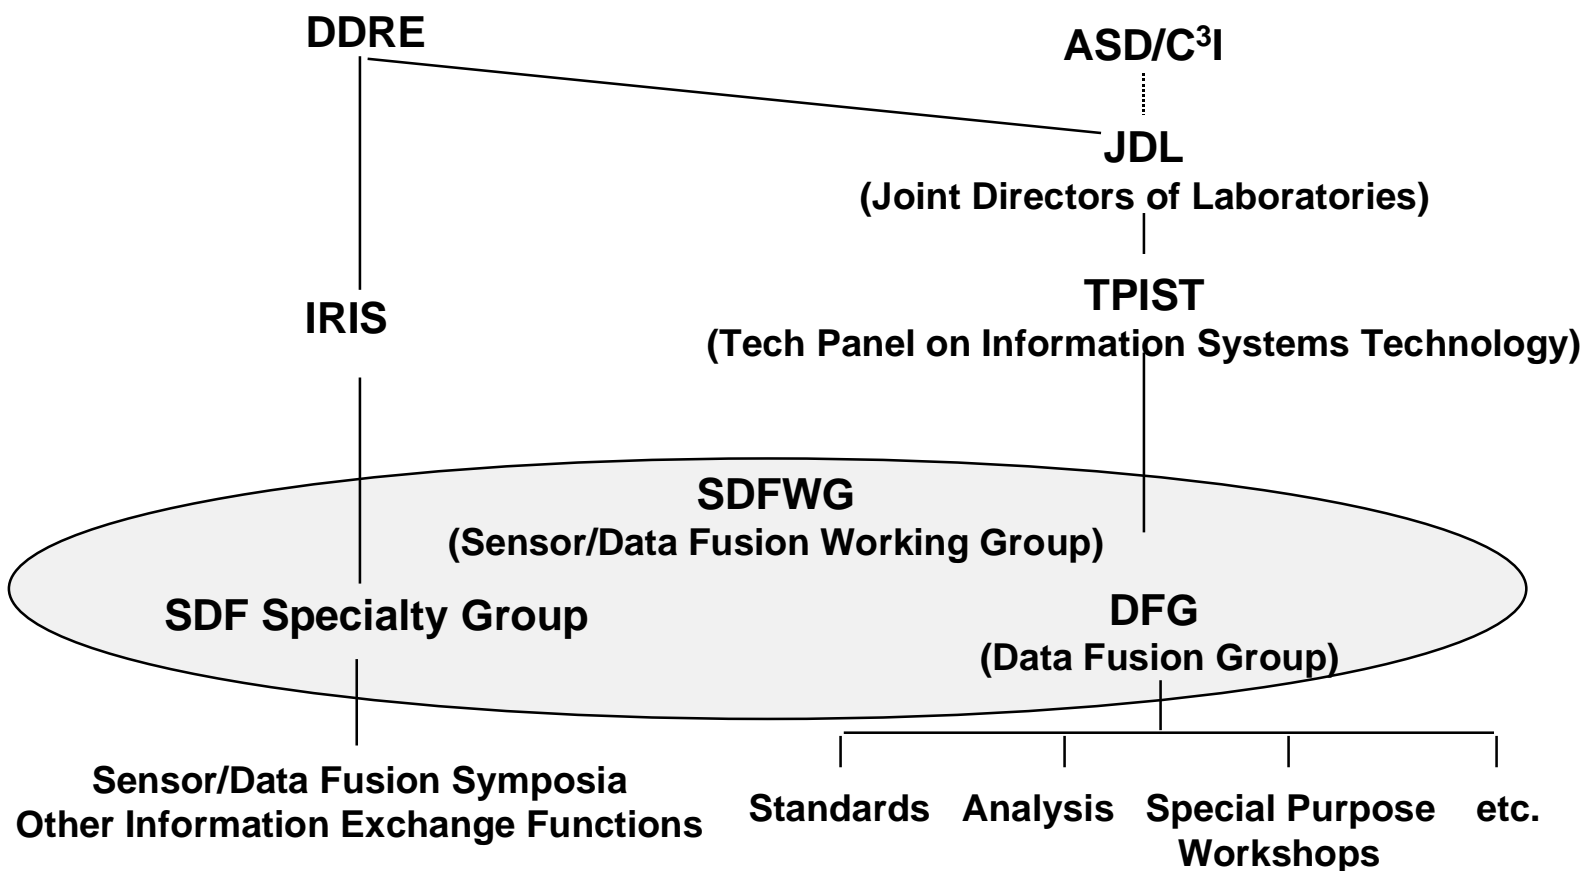 DDRE
ASD/C³I
JDL
(Joint Directors of Laboratories)
TPIST
(Tech Panel on Information Systems Technology)
IRIS
SDFWG
(Sensor/Data Fusion Working Group)
SDF Specialty Group
DFG
(Data Fusion Group)
Sensor/Data Fusion Symposia
Other Information Exchange Functions
Standards
Analysis
Special Purpose
Workshops
etc.